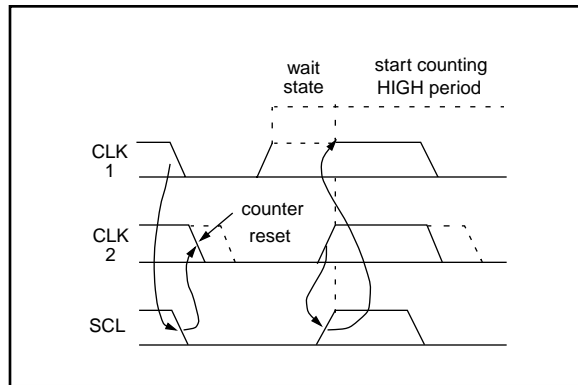 wait
state
start counting
HIGH period
CLK
1
counter
reset
CLK
2
SCL